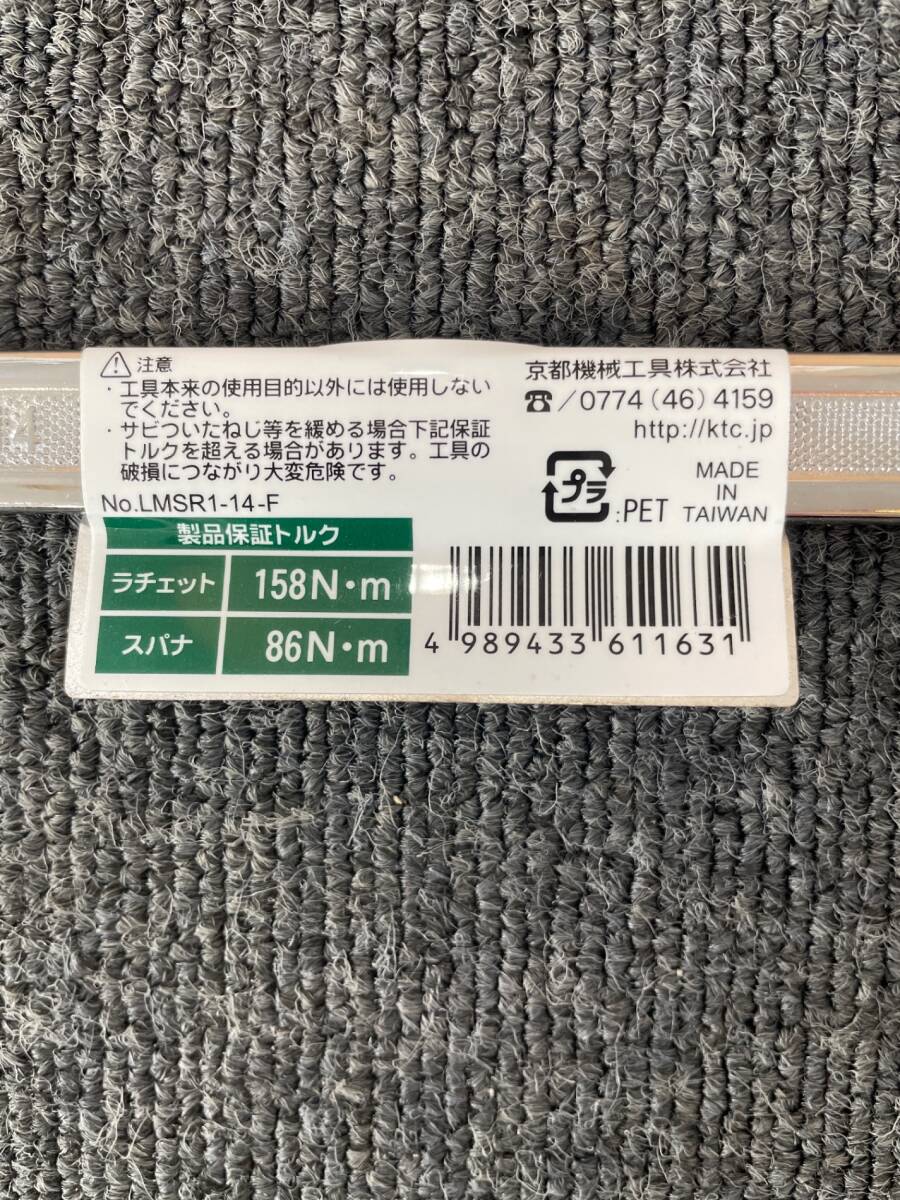 注意
・工具本来の使用目的以外には使用しない
でください。
・サビついたねじ等を緩める場合下記保証
トルクを超える場合があります。工具の
破損につながり大変危険です。
No.LMSR1-14-F
製品保証トルク
ラチェット 158N・m
スパナ 86N・m
京都機械工具株式会社
☎/0774(46)4159
http://ktc.jp
プラ
:PET
MADE
IN
TAIWAN
4 989433 611631